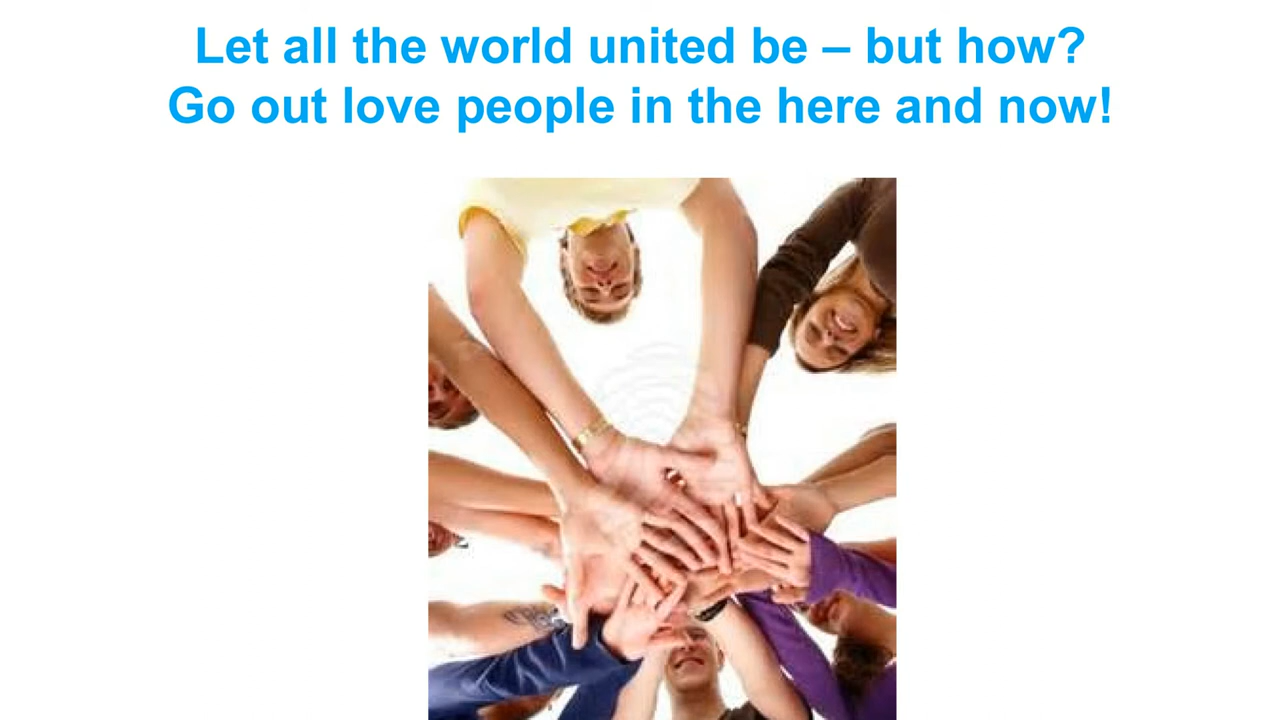 Let all the world united be – but how?
Go out love people in the here and now!